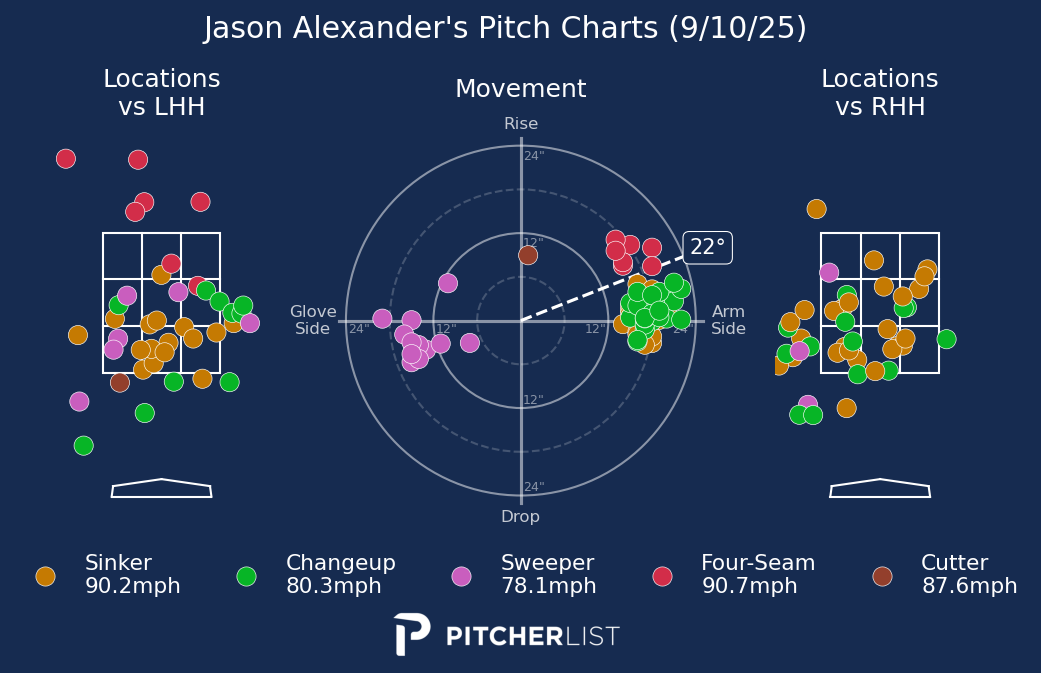 Jason Alexander's Pitch Charts (9/10/25)
Locations
vs LHH
Movement
Locations
vs RHH
Rise
24"
12"
22°
Glove
Side
24"
12"
12"
24"
Arm
Side
12"
24"
Drop
Sinker
90.2mph
Changeup
80.3mph
Sweeper
78.1mph
Four-Seam
90.7mph
Cutter
87.6mph
PITCHERLIST